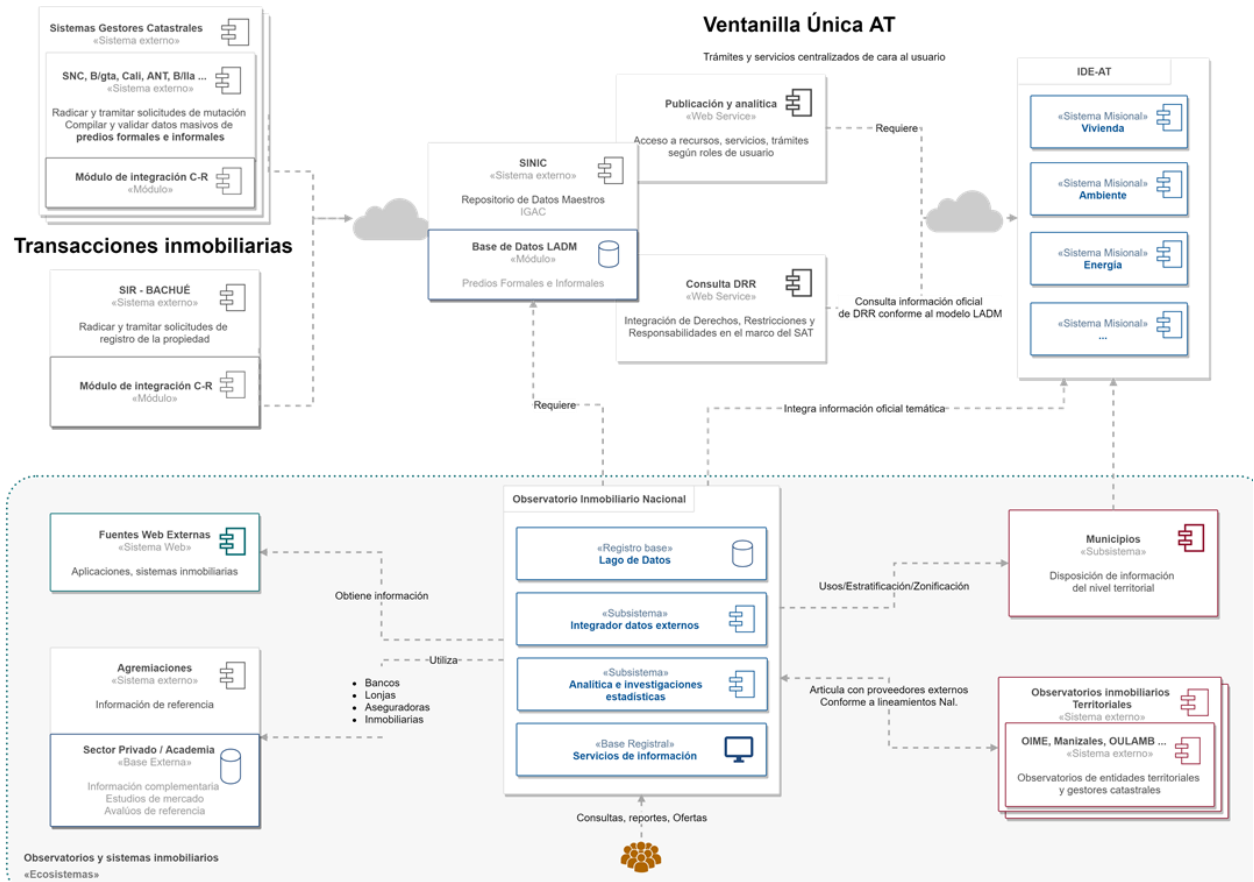 Sistemas Gestores Catastrales
«Sistema externo»
SNC, B/gta, Cali, ANT, B/lla ...
«Sistema externo»
Radicar y tramitar solicitudes de mutación
Compilar y validar datos masivos de
predios formales e informales
Módulo de integración C-R
«Módulo»
Transacciones inmobiliarias
SIR - BACHUÉ
«Sistema externo»
Radicar y tramitar solicitudes de
registro de la propiedad
Módulo de integración C-R
«Módulo»
Ventanilla Única AT
Trámites y servicios centralizados de cara al usuario
Publicación y analítica
«Web Service»
Acceso a recursos, servicios, trámites
según roles de usuario
SINIC
«Sistema externo»
Repositorio de Datos Maestros
IGAC
Base de Datos LADM
«Módulo»
Predios Formales e Informales
Consulta DRR
«Web Service»
Integración de Derechos, Restricciones y
Responsabilidades en el marco del SAT
Requiere
Consulta información oficial
de DRR conforme al modelo LADM
IDE-AT
«Sistema Misional»
Vivienda
«Sistema Misional»
Ambiente
«Sistema Misional»
Energía
«Sistema Misional»
...
Requiere
Integra información oficial temática
Observatorio Inmobiliario Nacional
«Registro base»
Lago de Datos
«Subsistema»
Integrador datos externos
«Subsistema»
Analítica e investigaciones
estadísticas
«Base Registral»
Servicios de información
Fuentes Web Externas
«Sistema Web»
Aplicaciones, sistemas inmobiliarias
Obtiene información
Agremiaciones
«Sistema externo»
Información de referencia
Sector Privado / Academia
«Base Externa»
Información complementaria
Estudios de mercado
Avalúos de referencia
Utiliza
• Bancos
• Lonjas
• Aseguradoras
• Inmobiliarias
Usos/Estratificación/Zonificación
Municipios
«Subsistema»
Disposición de información
del nivel territorial
Articula con proveedores externos
Conforme a lineamientos Nal.
Observatorios inmobiliarios
Territoriales
«Sistema externo»
OIME, Manizales, OULAMB ...
«Sistema externo»
Observatorios de entidades territoriales
y gestores catastrales
Consultas, reportes, Ofertas
Observatorios y sistemas inmobiliarios
«Ecosistemas»